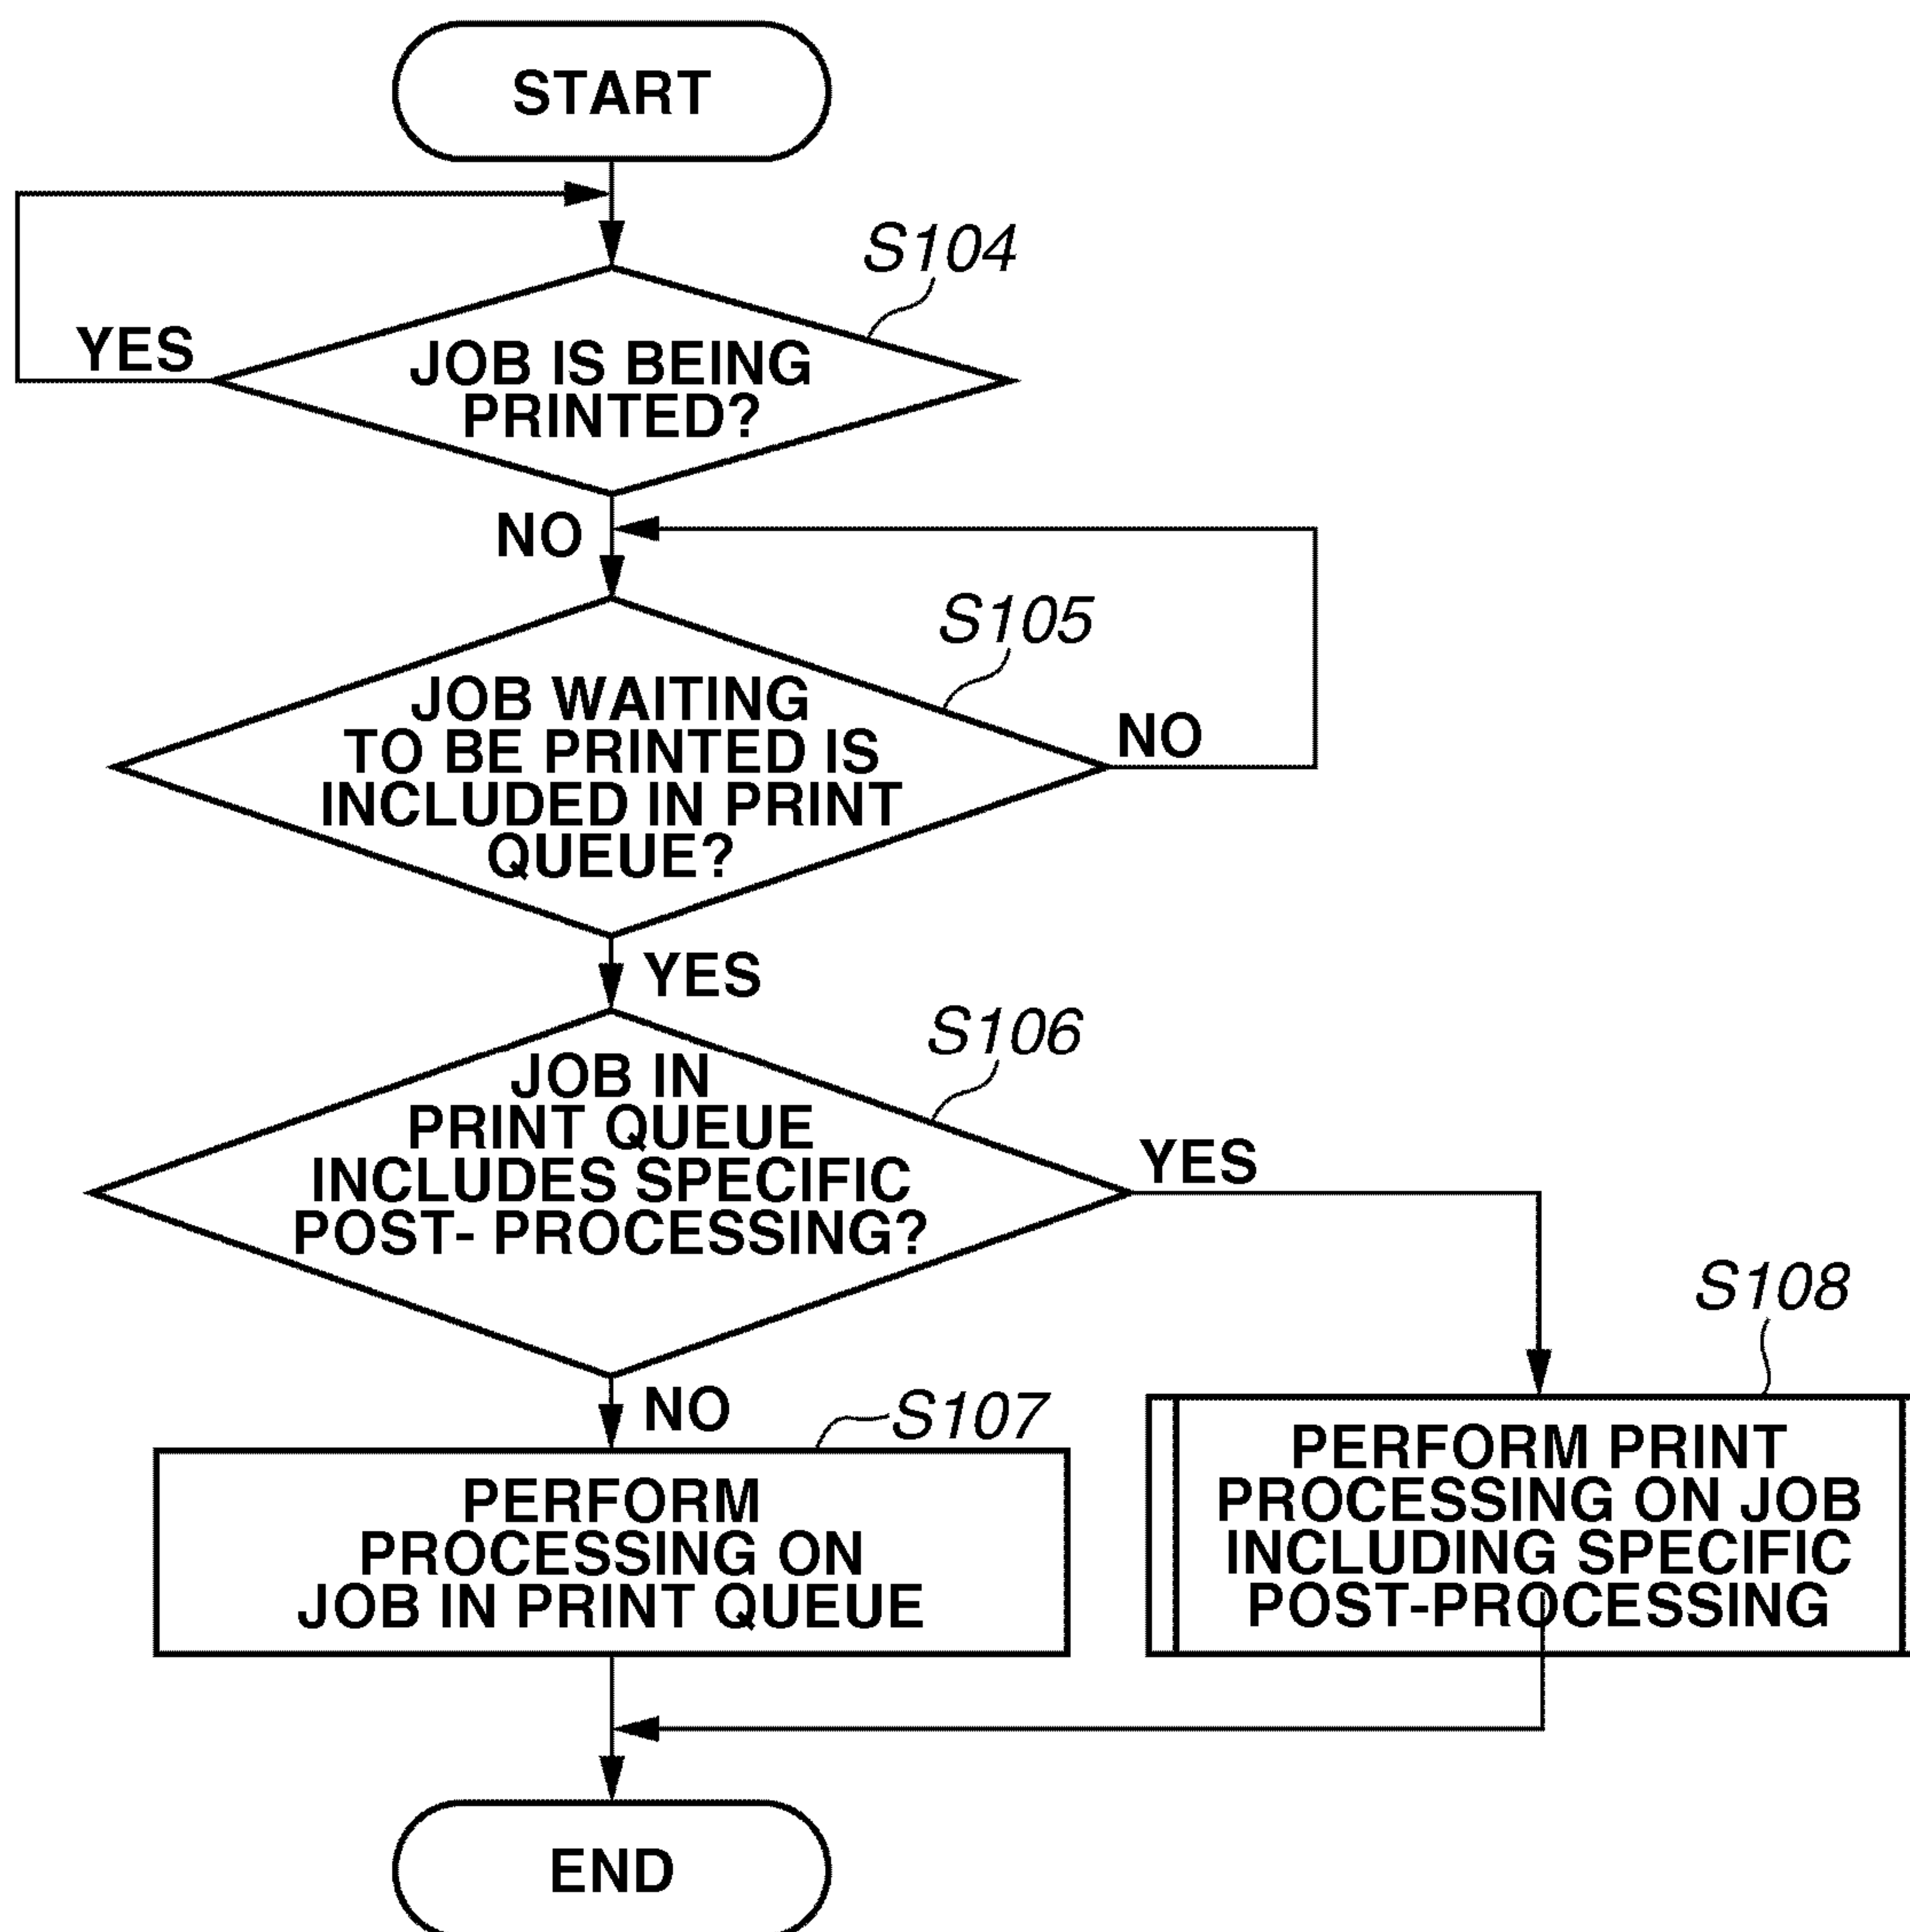 START
S104
YES
JOB IS BEING
PRINTED?
NO
S105
JOB WAITING
TO BE PRINTED IS
INCLUDED IN PRINT
QUEUE?
NO
YES
S106
JOB IN
PRINT QUEUE
INCLUDES SPECIFIC
POST- PROCESSING?
YES
S108
NO
S107
PERFORM
PROCESSING ON
JOB IN PRINT QUEUE
PERFORM PRINT
PROCESSING ON JOB
INCLUDING SPECIFIC
POST-PROCESSING
END